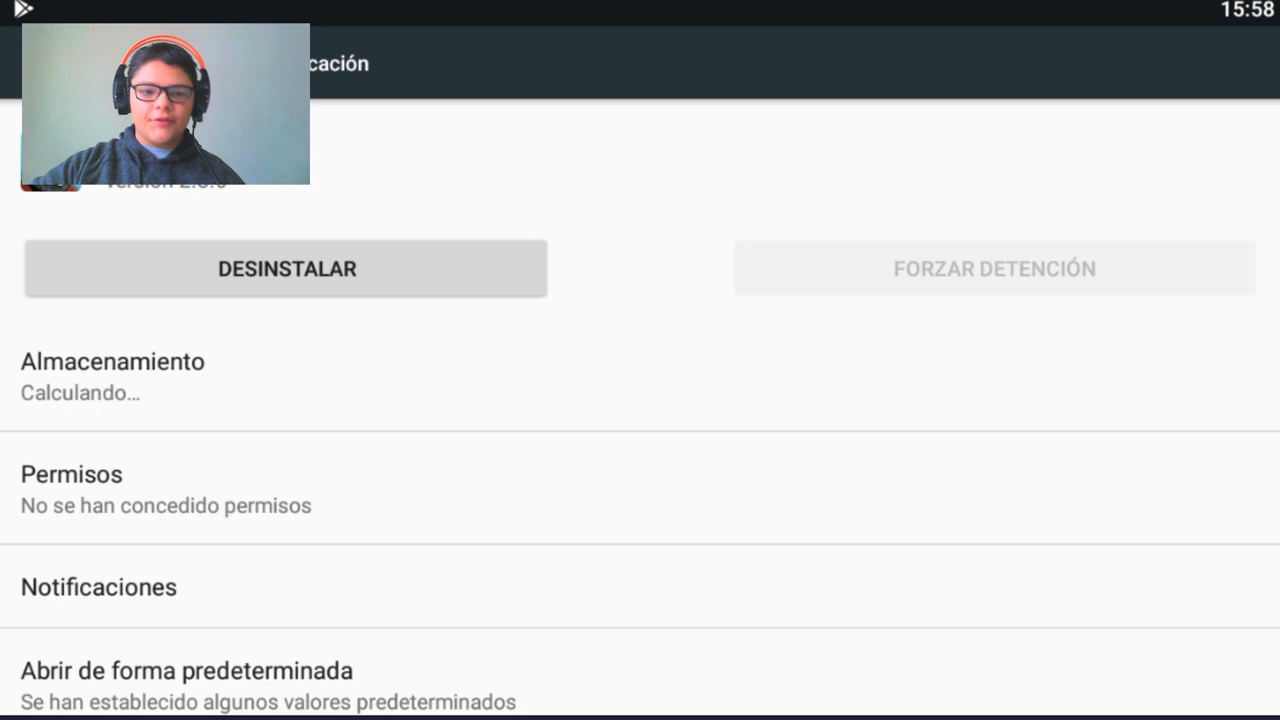 15:58
cación
DESINSTALAR
FORZAR DETENCIÓN
Almacenamiento
Calculando...
Permisos
No se han concedido permisos
Notificaciones
Abrir de forma predeterminada
Se han establecido algunos valores predeterminados